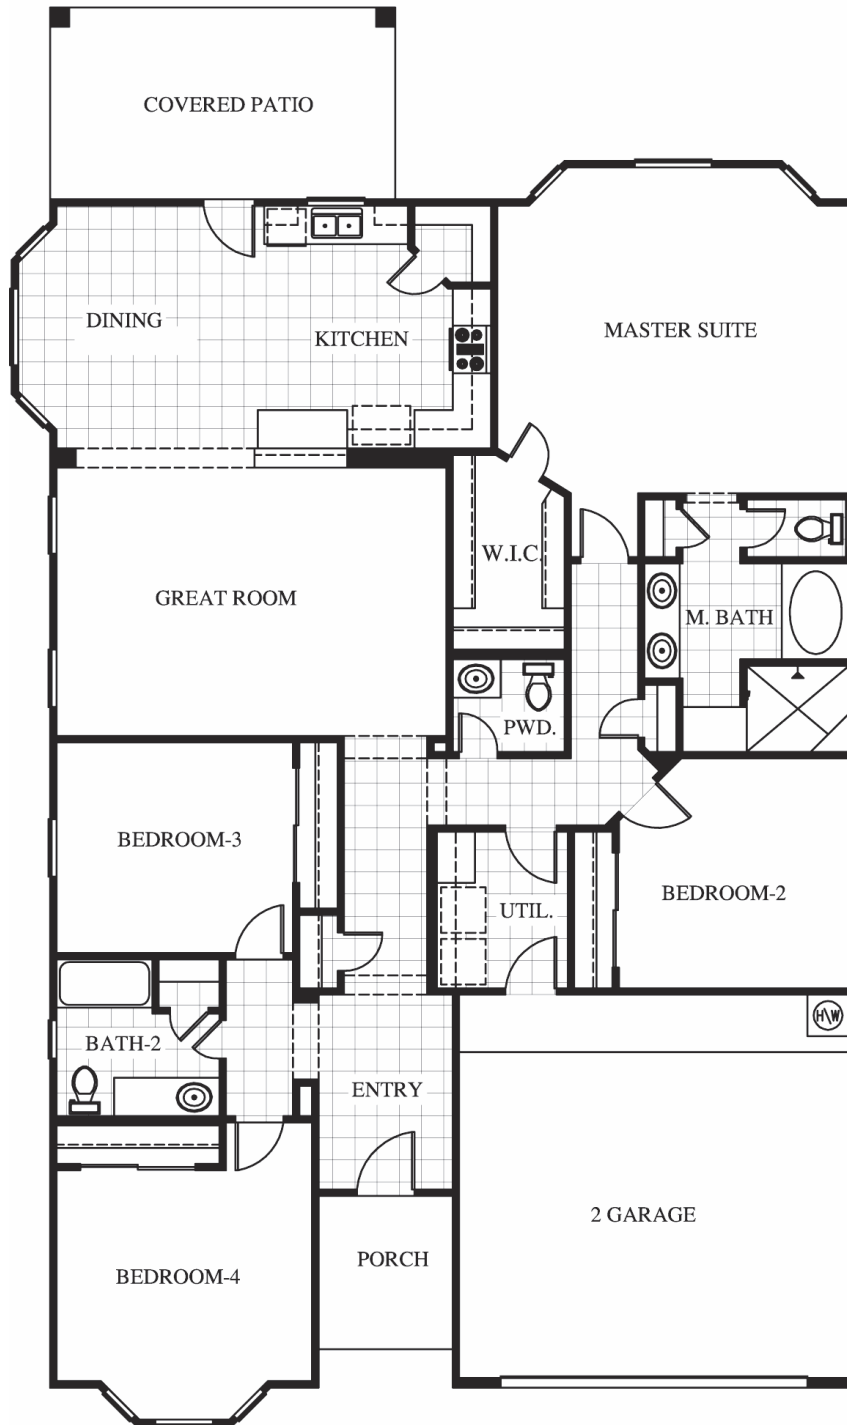 COVERED PATIO
DINING
KITCHEN
MASTER SUITE
W.I.C.
GREAT ROOM
M. BATH
PWD.
BEDROOM-3
BEDROOM-2
UTIL.
H\W
BATH-2
ENTRY
2 GARAGE
PORCH
BEDROOM-4